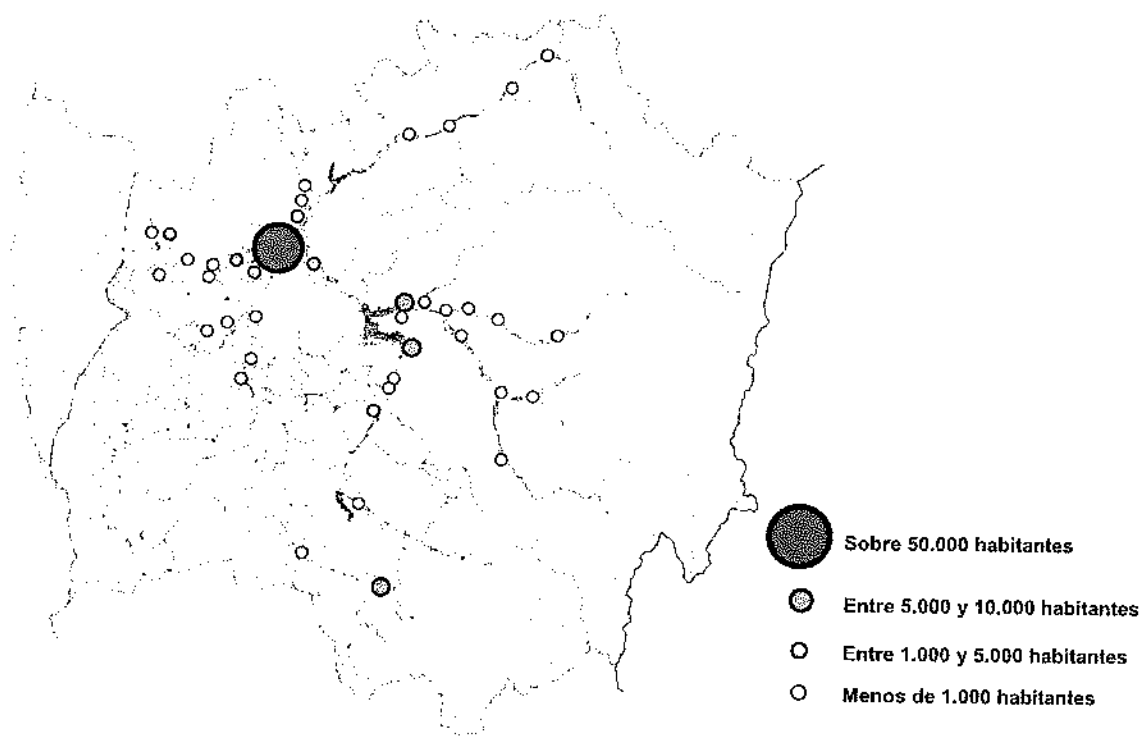 Sobre 50.000 habitantes
Entre 5.000 y 10.000 habitantes
Entre 1.000 y 5.000 habitantes
Menos de 1.000 habitantes